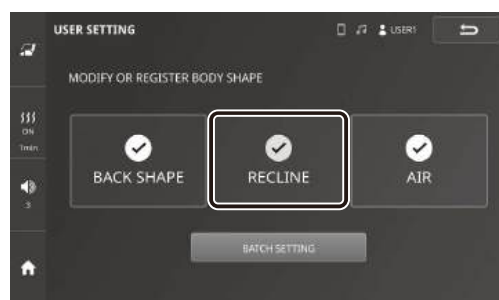 USER SETTING
USER1
MODIFY OR REGISTER BODY SHAPE
ON
1min
3
BACK SHAPE
RECLINE
AIR
BATCH SETTING